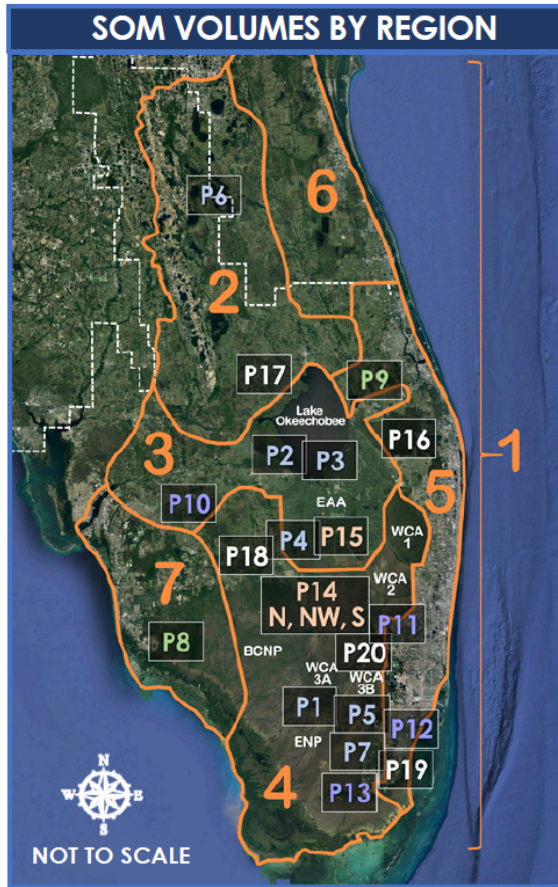 SOM VOLUMES BY REGION
P6
6
2
P17
P9
Lake
Okeechobee
P16
3
P2
P3
1
5
P10
EAA
WCA
1
P4
P15
P18
7
WCA
2
P14
N, NW, S
P11
P8
BCNP
P20
WCA
3A
WCA
3B
P1
P5
P12
ENP
P7
P19
4
P13
N
W
E
S
NOT TO SCALE